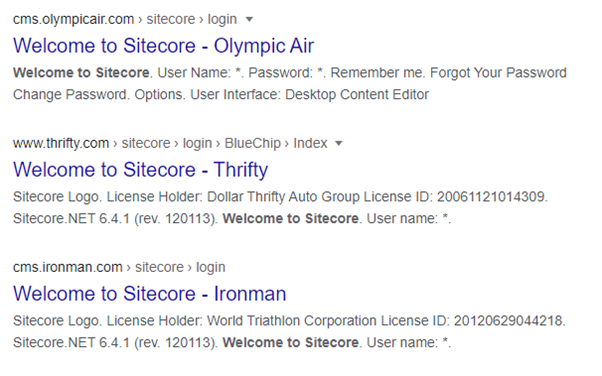 cms.olympicair.com › sitecore › login
Welcome to Sitecore - Olympic Air
Welcome to Sitecore. User Name: *. Password: *. Remember me. Forgot Your Password
Change Password. Options. User Interface: Desktop Content Editor
www.thrifty.com › sitecore › login › BlueChip › Index
Welcome to Sitecore - Thrifty
Sitecore Logo. License Holder: Dollar Thrifty Auto Group License ID: 20061121014309.
Sitecore.NET 6.4.1 (rev. 120113). Welcome to Sitecore. User name: *.
cms.ironman.com › sitecore › login
Welcome to Sitecore - Ironman
Sitecore Logo. License Holder: World Triathlon Corporation License ID: 20120629044218.
Sitecore.NET 6.4.1 (rev. 120113). Welcome to Sitecore. User name: *.